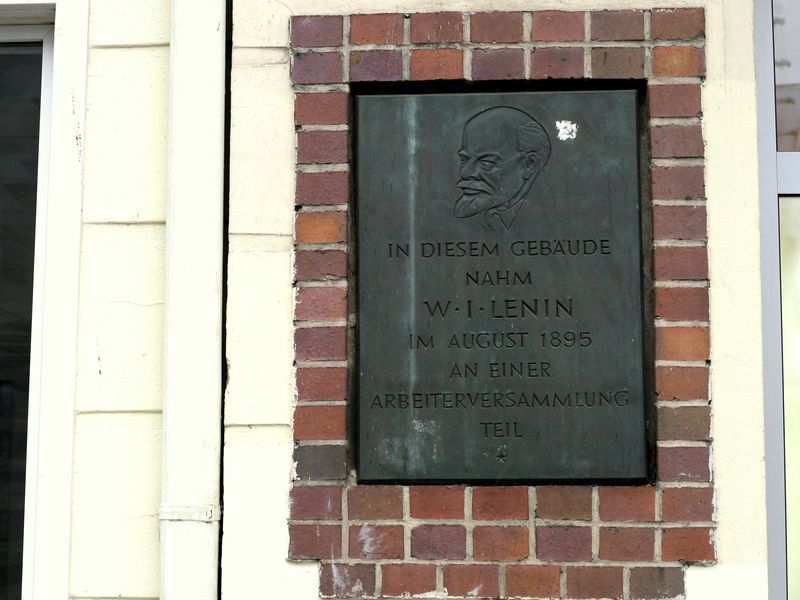 IN DIESEM GEBÄUDE
NAHM
W·I·LENIN
IM AUGUST 1895
AN EINER
ARBEITERVERSAMMLUNG
TEIL